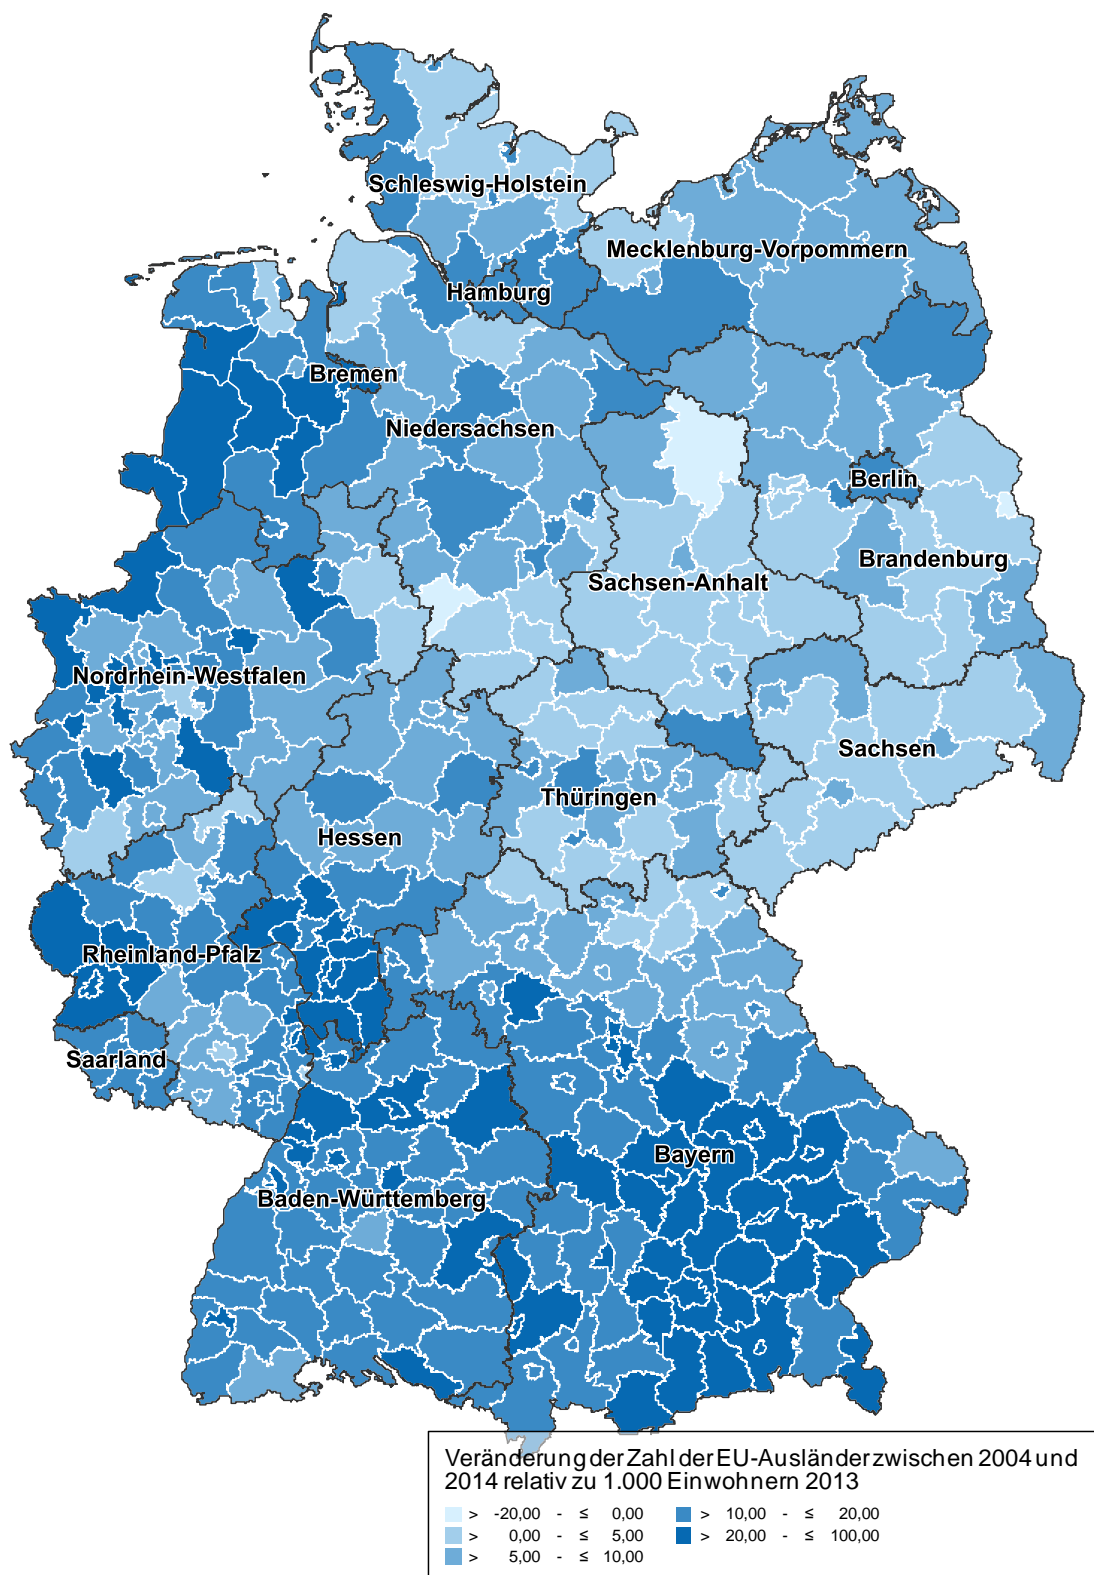 Schleswig-Holstein
Mecklenburg-Vorpommern
Hamburg
Bremen
Niedersachsen
Berlin
Brandenburg
Sachsen-Anhalt
Nordrhein-Westfalen
Sachsen
Thüringen
Hessen
Rheinland-Pfalz
Saarland
Bayern
Baden-Württemberg
Veränderung der Zahl der EU-Ausländer zwischen 2004 und
2014 relativ zu 1.000 Einwohnern 2013
> -20,00 - ≤ 0,00 > 10,00 - ≤ 20,00
> 0,00 - ≤ 5,00 > 20,00 - ≤ 100,00
> 5,00 - ≤ 10,00